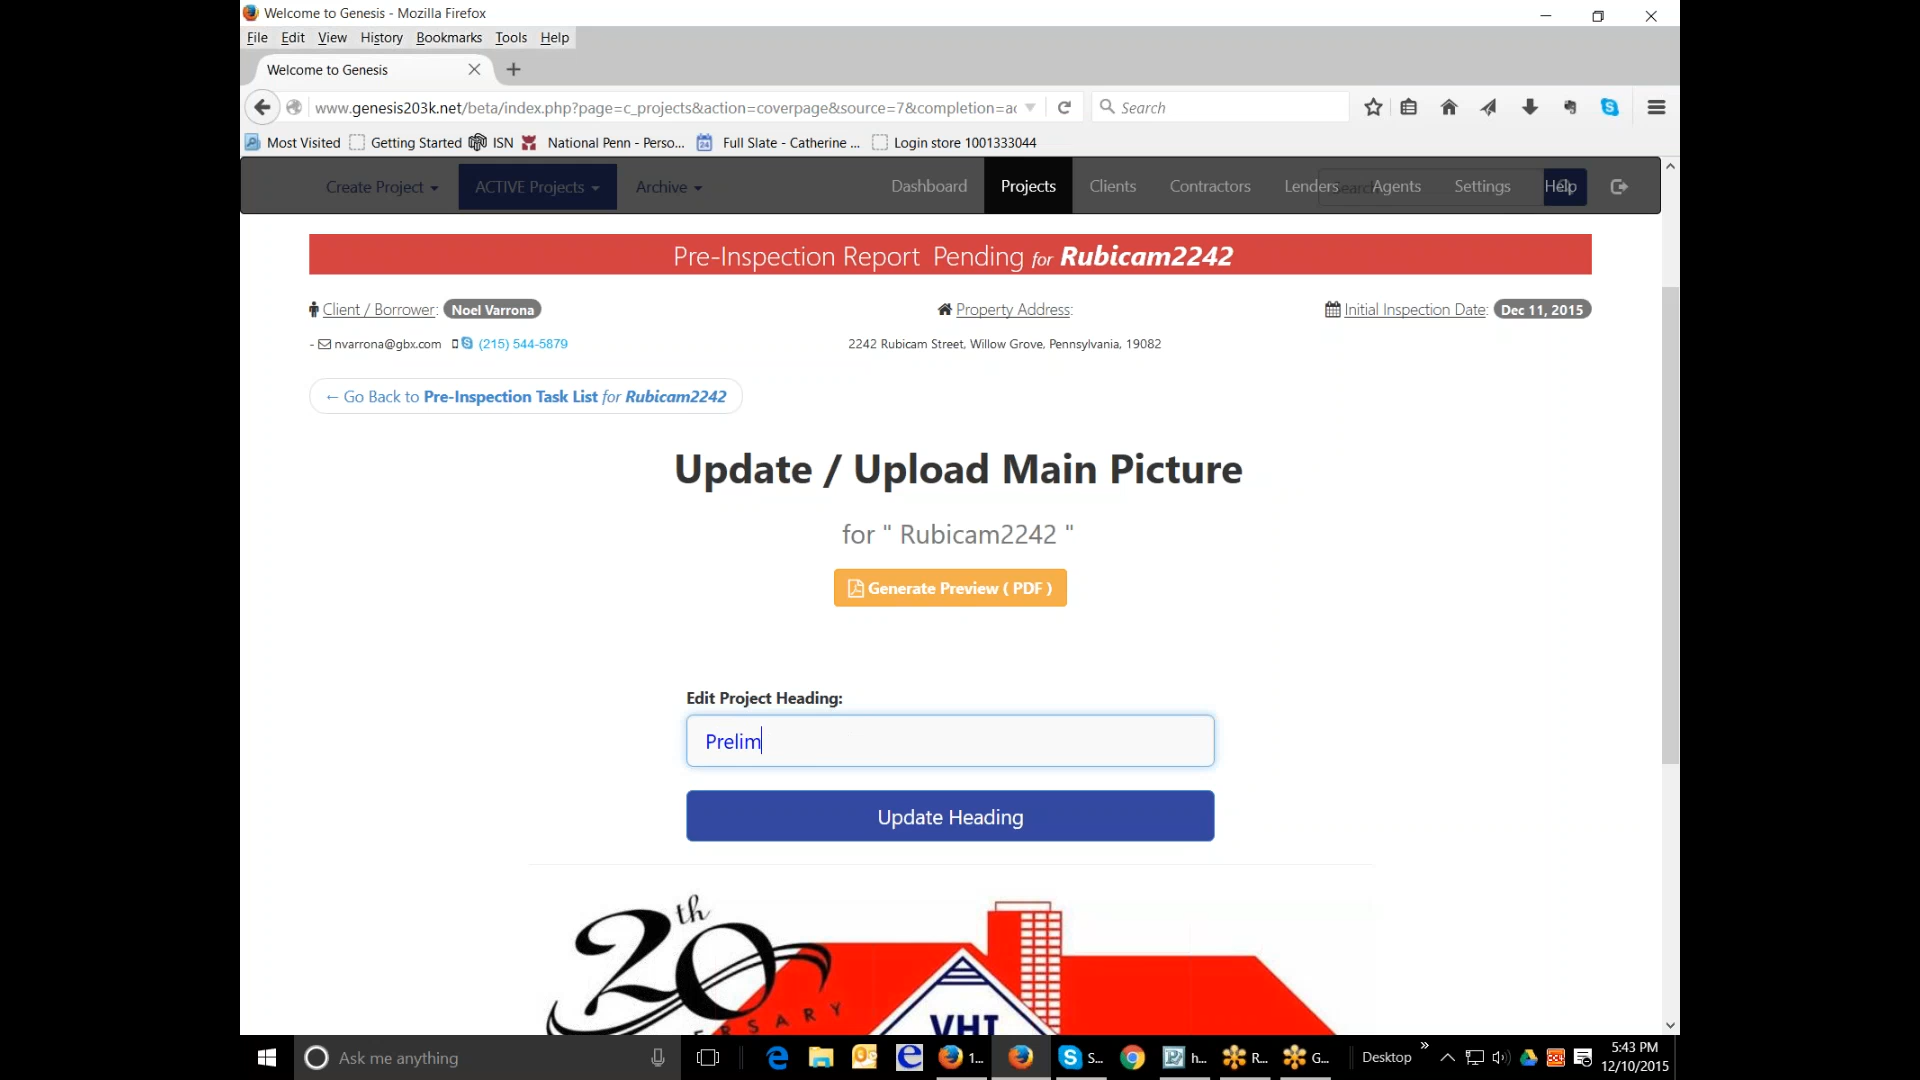 Welcome to Genesis - Mozilla Firefox
File Edit View History Bookmarks Tools Help
Welcome to Genesis
www.genesis203k.net/beta/index.php?page=c_projects&action=coverpage&source=7&completion=ac
Search
Most Visited Getting Started ISN National Penn - Perso... Full Slate - Catherine ... Login store 1001333044
Create Project ACTIVE Projects Archive Dashboard Projects Clients Contractors Lenders Search Agents Settings Help
Pre-Inspection Report Pending for Rubicam2242
Client / Borrower: Noel Varrona Property Address: Initial Inspection Date: Dec 11, 2015
- nvarrona@gbx.com (215) 544-5879 2242 Rubicam Street, Willow Grove, Pennsylvania, 19082
← Go Back to Pre-Inspection Task List for Rubicam2242
Update / Upload Main Picture
for " Rubicam2242 "
Generate Preview ( PDF )
Edit Project Heading:
Prelim
Update Heading
20th
ERSARY
VHI
Ask me anything 1... S... h... R... G... Desktop » 5:43 PM
12/10/2015